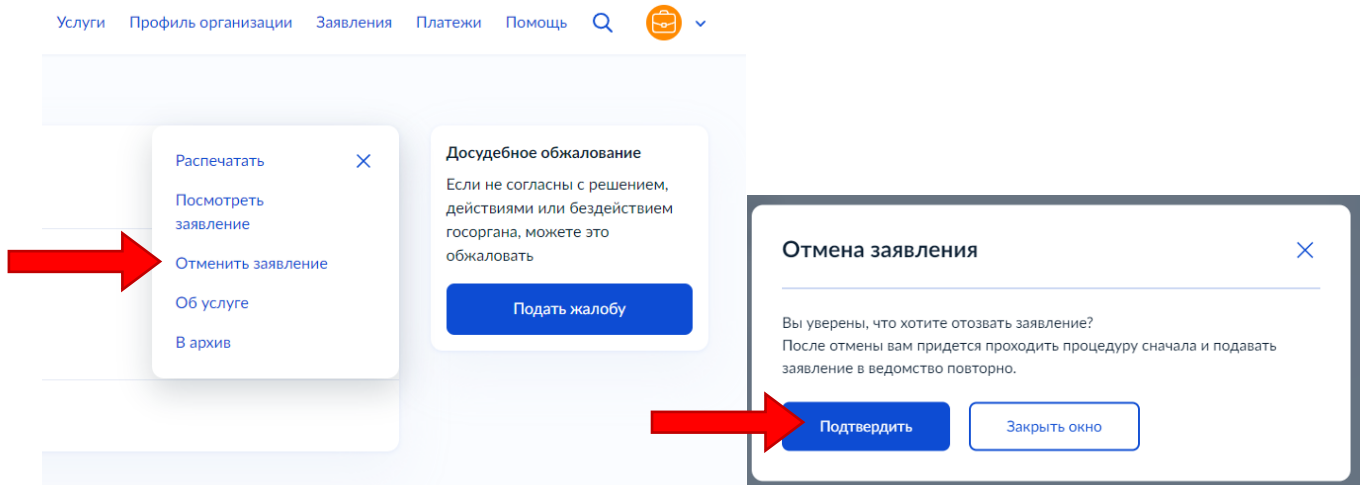 Услуги Профиль организации Заявления Платежи Помощь
Распечатать
Посмотреть
заявление
Отменить заявление
Об услуге
В архив
Досудебное обжалование
Если не согласны с решением,
действиями или бездействием
госоргана, можете это
обжаловать
Подать жалобу
Отмена заявления
Вы уверены, что хотите отозвать заявление?
После отмены вам придется проходить процедуру сначала и подавать
заявление в ведомство повторно.
Подтвердить Закрыть окно